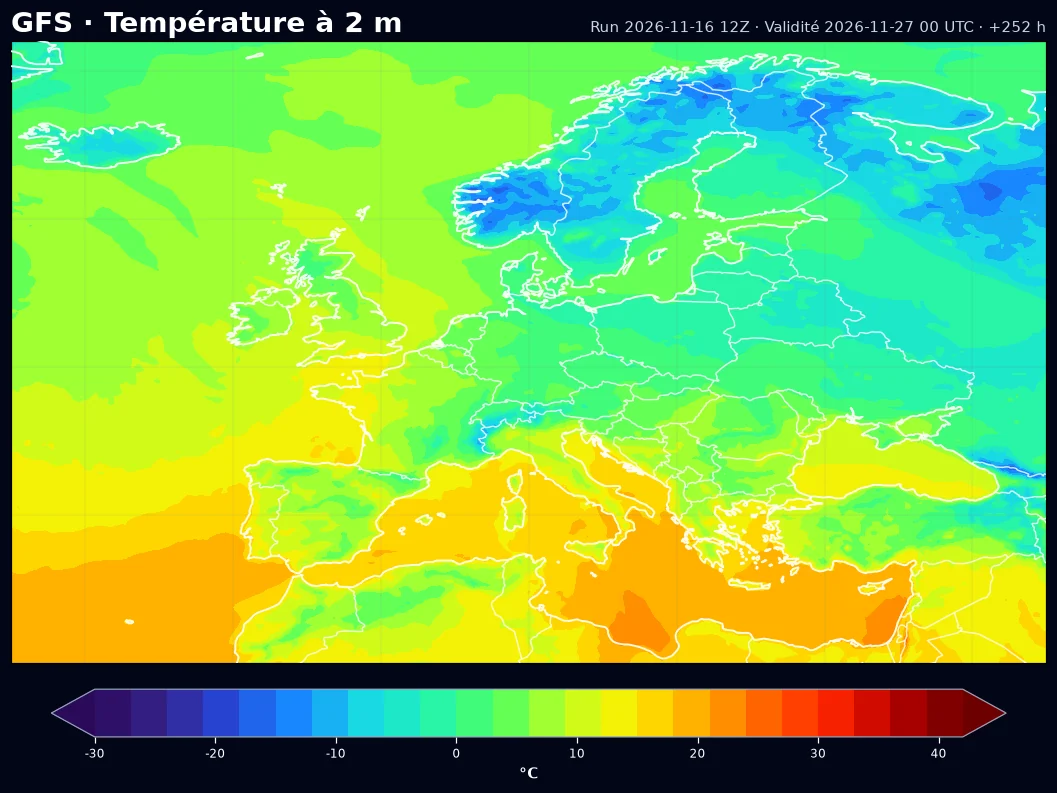 GFS · Température à 2 m
Run 2026-11-16 12Z · Validité 2026-11-27 00 UTC · +252 h
-30 -20 -10 0 10 20 30 40
°C